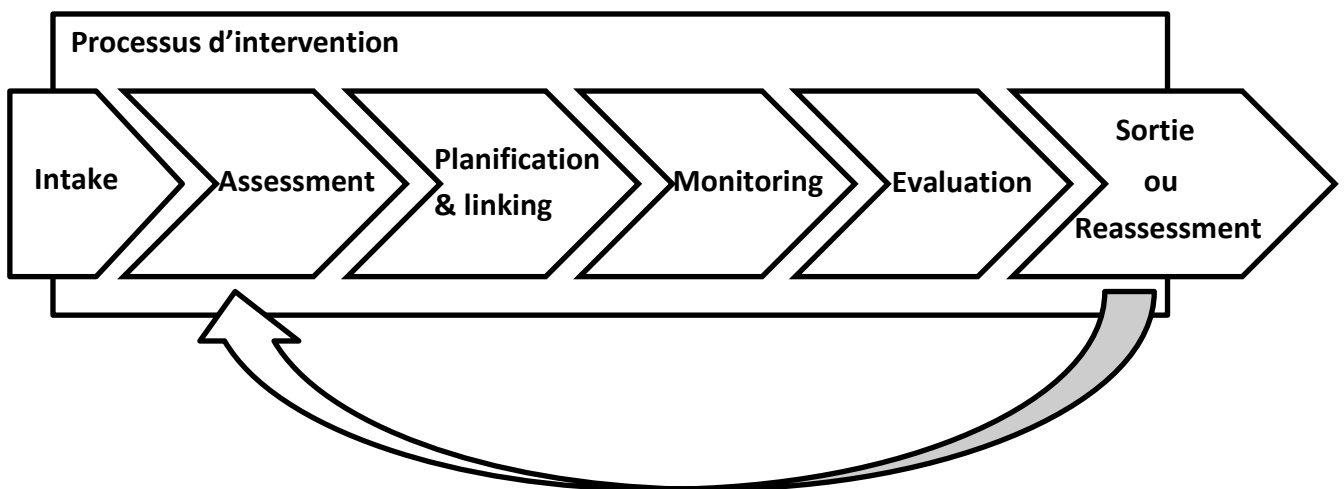 Processus d’intervention
Intake
Assessment
Planification
& linking
Monitoring
Evaluation
Sortie
ou
Reassessment